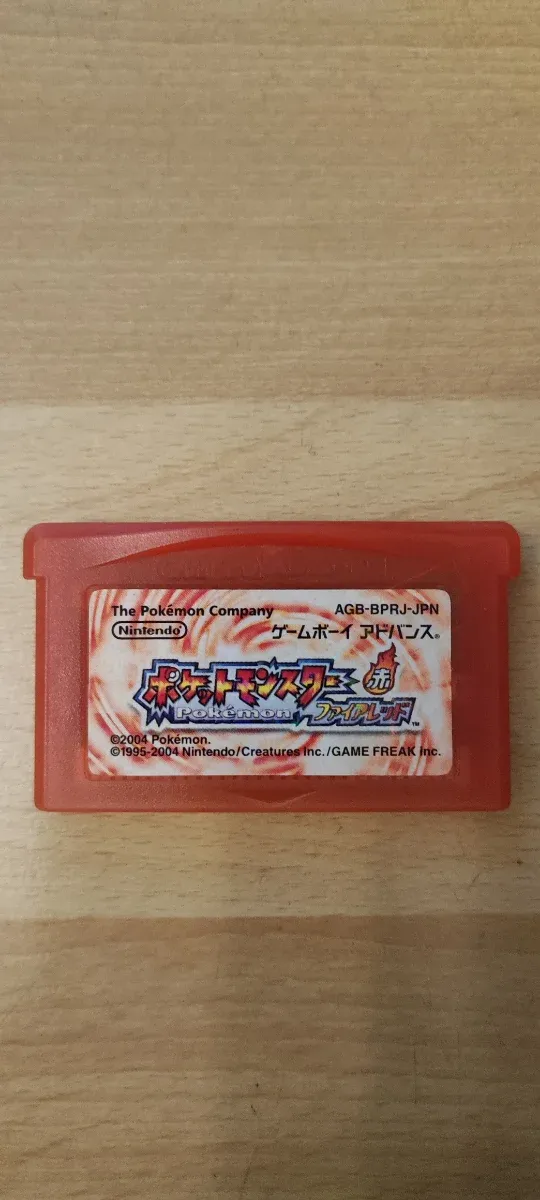 The Pokémon Company
AGB-BPRJ-JPN
Nintendo
ゲームボーイ アドバンス®
ポケットモンスター 赤
Pokémon ファイアレッド™
©2004 Pokémon.
©1995-2004 Nintendo/Creatures inc./GAME FREAK inc.